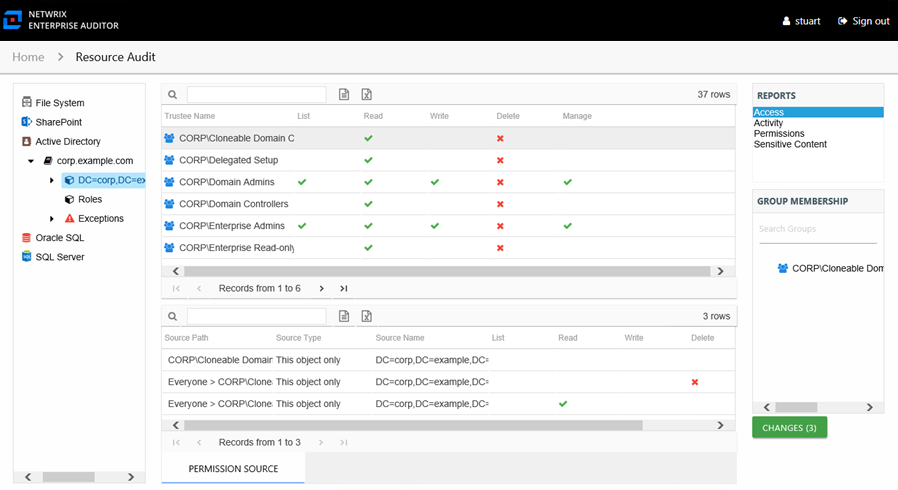 NETWRIX
ENTERPRISE AUDITOR
stuart
Sign out
Home > Resource Audit
File System
SharePoint
Active Directory
corp.example.com
DC=corp,DC=ex
Roles
Exceptions
Oracle SQL
SQL Server
37 rows
Trustee Name List Read Write Delete Manage
CORP\Cloneable Domain C
CORP\Delegated Setup
CORP\Domain Admins
CORP\Domain Controllers
CORP\Enterprise Admins
CORP\Enterprise Read-only
Records from 1 to 6
3 rows
Source Path Source Type Source Name List Read Write Delete
CORP\Cloneable Domain This object only DC=corp,DC=example,DC=
Everyone > CORP\Clone This object only DC=corp,DC=example,DC=
Everyone > CORP\Clone This object only DC=corp,DC=example,DC=
Records from 1 to 3
PERMISSION SOURCE
REPORTS
Access
Activity
Permissions
Sensitive Content
GROUP MEMBERSHIP
Search Groups
CORP\Cloneable Dom
CHANGES (3)